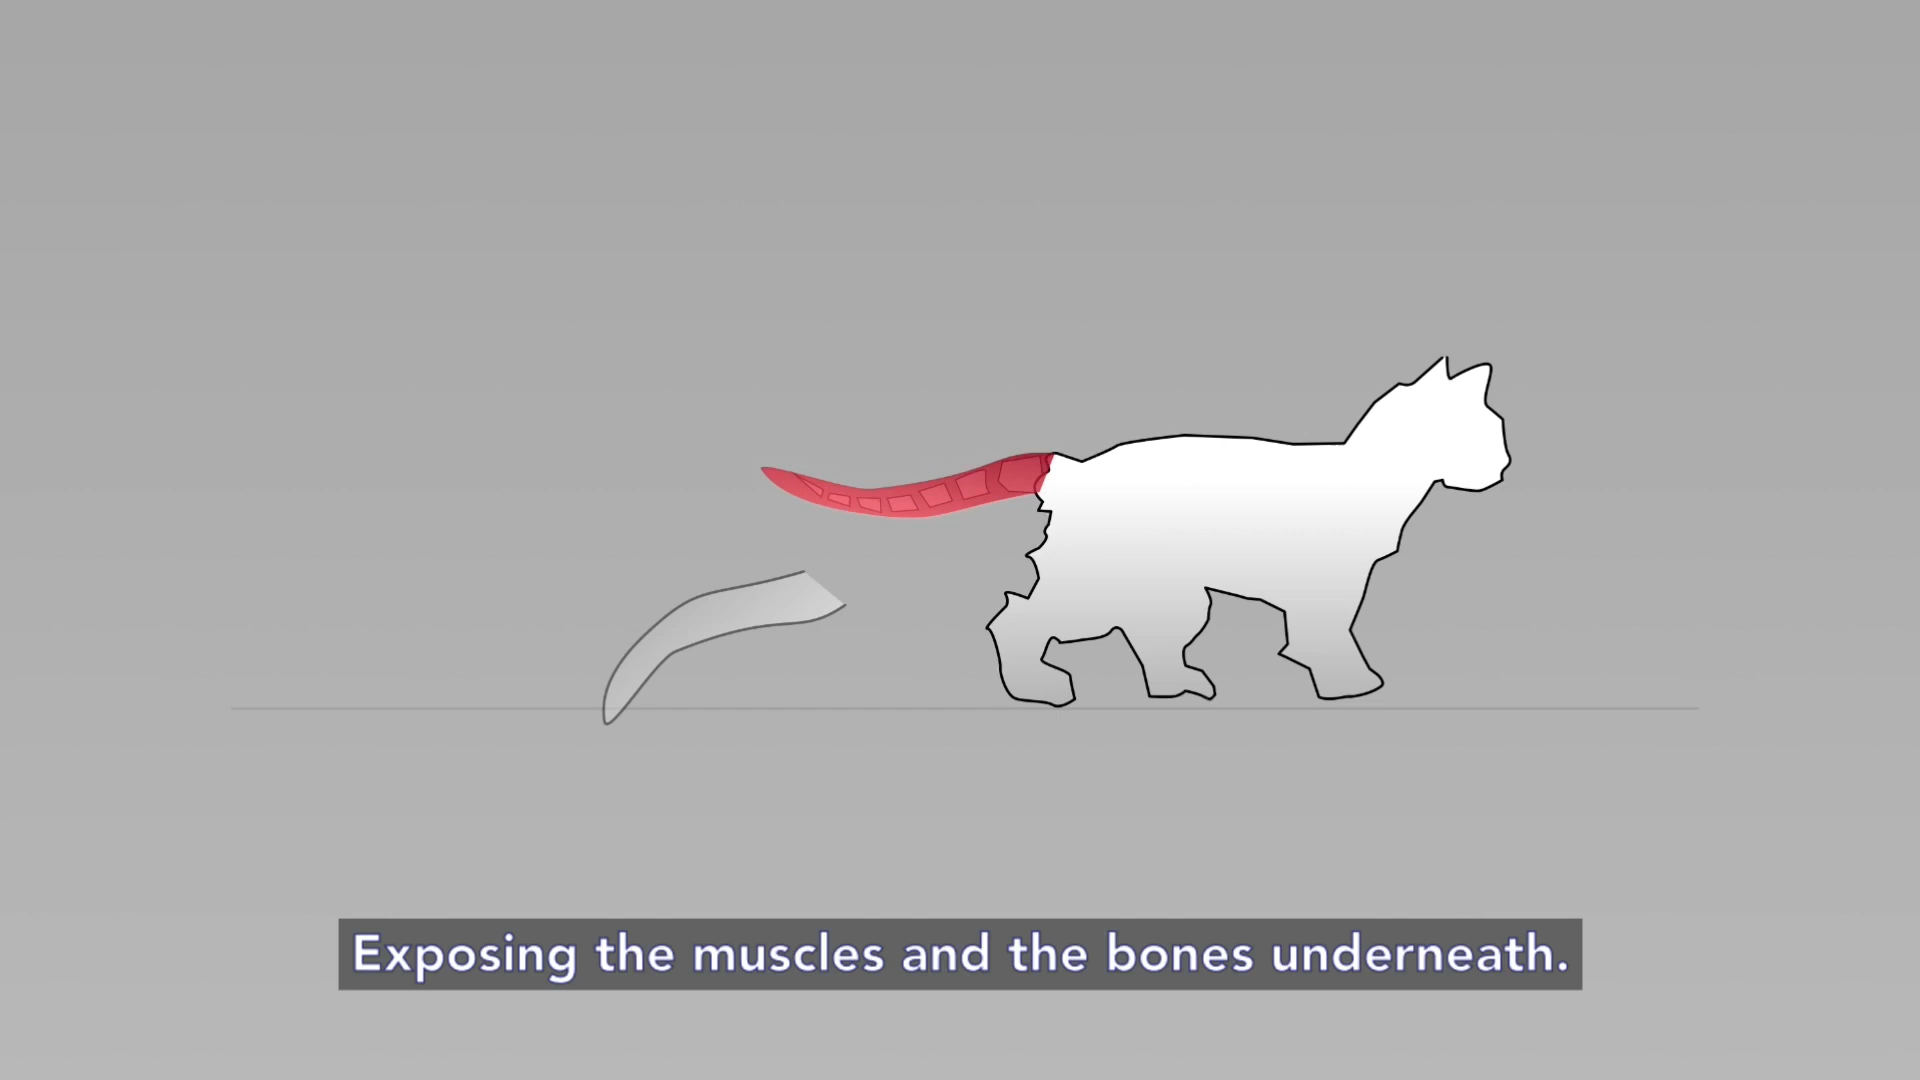 Exposing the muscles and the bones underneath.